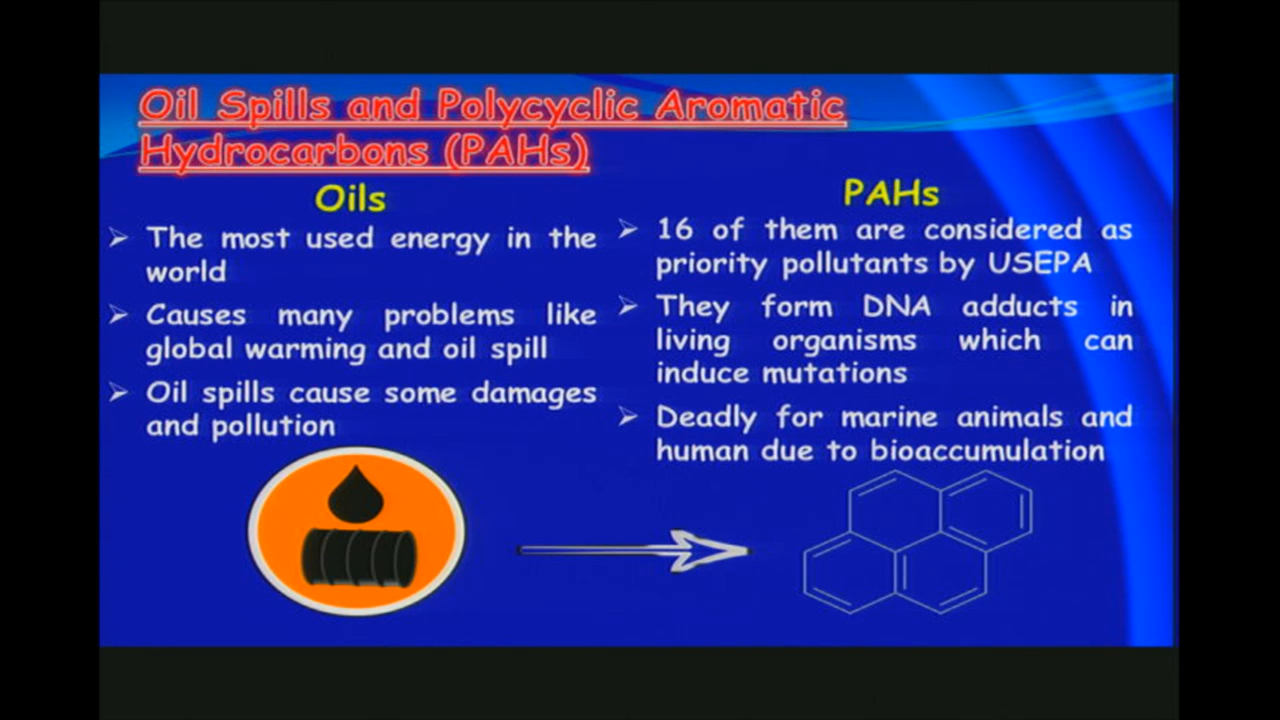 Oil Spills and Polycyclic Aromatic
Hydrocarbons (PAHs)
Oils
The most used energy in the
world
Causes many problems like
global warming and oil spill
Oil spills cause some damages
and pollution
PAHs
16 of them are considered as
priority pollutants by USEPA
They form DNA adducts in
living organisms which can
induce mutations
Deadly for marine animals and
human due to bioaccumulation